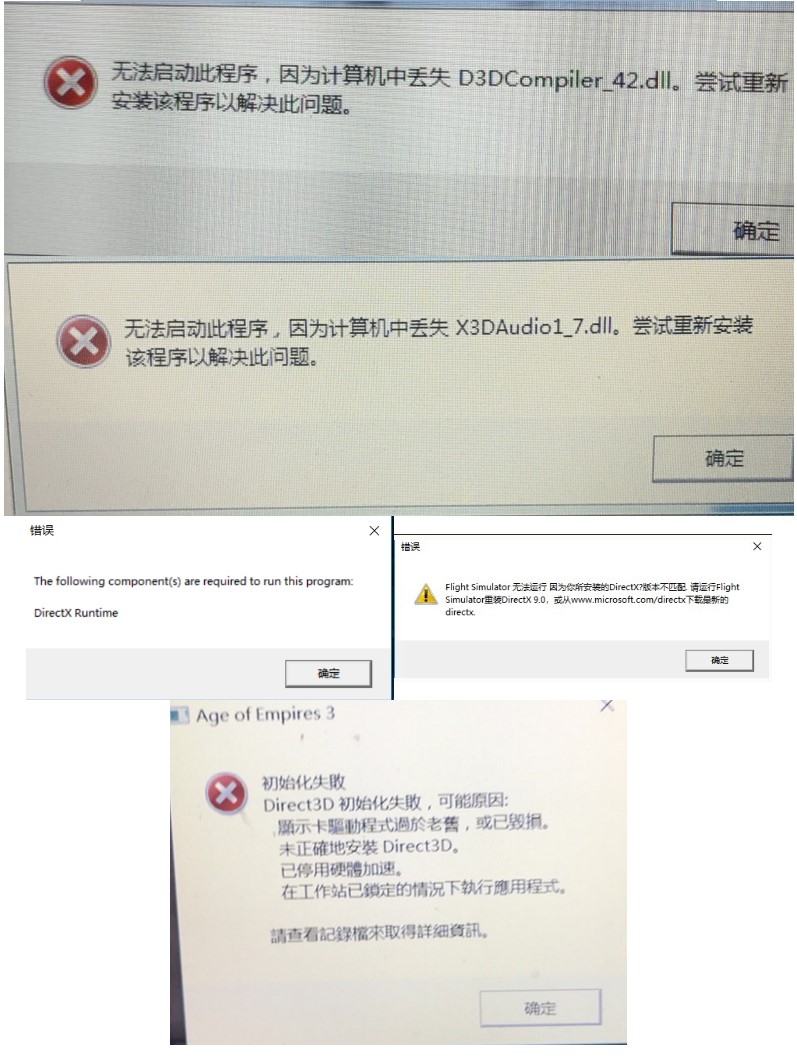 无法启动此程序，因为计算机中丢失 D3DCompiler_42.dll。尝试重新
安装该程序以解决此问题。
确定
无法启动此程序，因为计算机中丢失 X3DAudio1_7.dll。尝试重新安装
该程序以解决此问题。
确定
错误
The following component(s) are required to run this program:
DirectX Runtime
确定
错误
Flight Simulator 无法运行 因为你所安装的DirectX?版本不匹配. 请运行Flight
Simulator重装DirectX 9.0，或从www.microsoft.com/directx下载最新的
directx.
确定
Age of Empires 3
初始化失敗
Direct3D 初始化失敗，可能原因:
顯示卡驅動程式過於老舊，或已毀損。
未正確地安裝 Direct3D。
已停用硬體加速。
在工作站已鎖定的情況下執行應用程式。
請查看記錄檔來取得詳細資訊。
确定